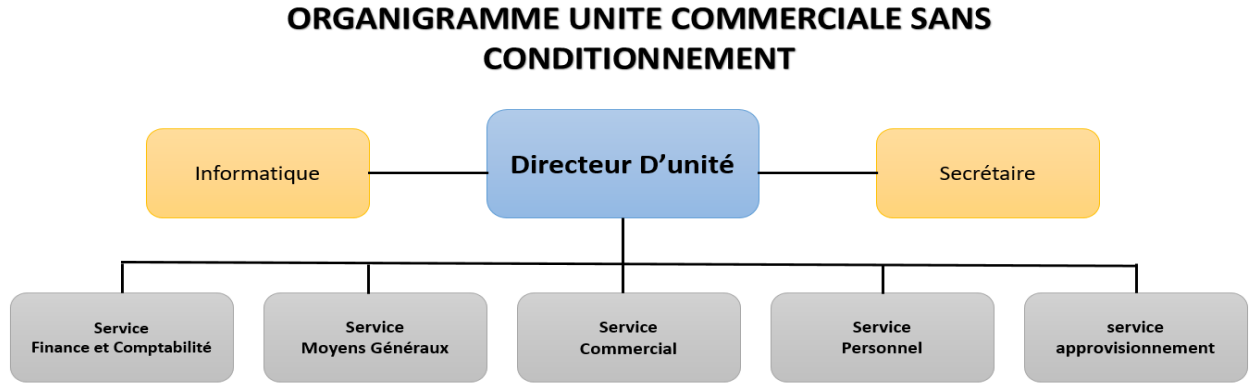 ORGANIGRAMME UNITE COMMERCIALE SANS
CONDITIONNEMENT
Informatique
Directeur D’unité
Secrétaire
Service
Finance et Comptabilité
Service
Moyens Généraux
Service
Commercial
Service
Personnel
service
approvisionnement